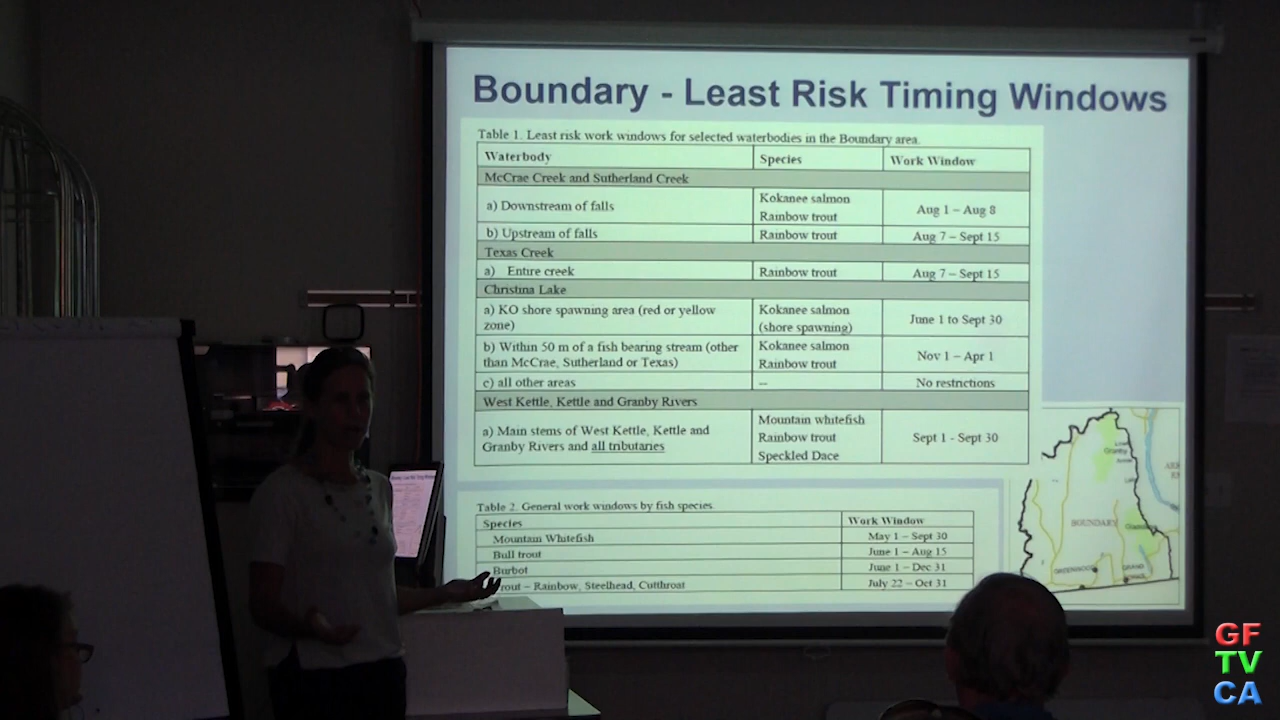 Boundary - Least Risk Timing Windows
Table 1. Least risk work windows for selected waterbodies in the Boundary area.
Waterbody Species Work Window
McCrae Creek and Sutherland Creek
a) Downstream of falls Kokanee salmon Rainbow trout Aug 1 – Aug 8
b) Upstream of falls Rainbow trout Aug 7 – Sept 15
Texas Creek
a) Entire creek Rainbow trout Aug 7 – Sept 15
Christina Lake
a) KO shore spawning area (red or yellow zone) Kokanee salmon (shore spawning) June 1 to Sept 30
b) Within 50 m of a fish bearing stream (other than McCrae, Sutherland or Texas) Kokanee salmon Rainbow trout Nov 1 – Apr 1
c) all other areas -- No restrictions
West Kettle, Kettle and Granby Rivers
a) Main stems of West Kettle, Kettle and Granby Rivers and all tributaries Mountain whitefish Rainbow trout Speckled Dace Sept 1 - Sept 30
Table 2. General work windows by fish species.
Species Work Window
Mountain Whitefish May 1 – Sept 30
Bull trout June 1 – Aug 15
Burbot June 1 – Dec 31
Trout – Rainbow, Steelhead, Cutthroat July 22 – Oct 31
Granby
BOUNDARY
GREENWOOD
GRAND
GF
TV
CA